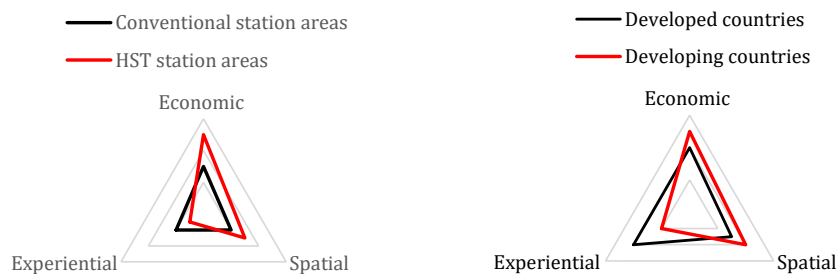 Conventional station areas
HST station areas
Economic
Experiential
Spatial
Developed countries
Developing countries
Economic
Experiential
Spatial